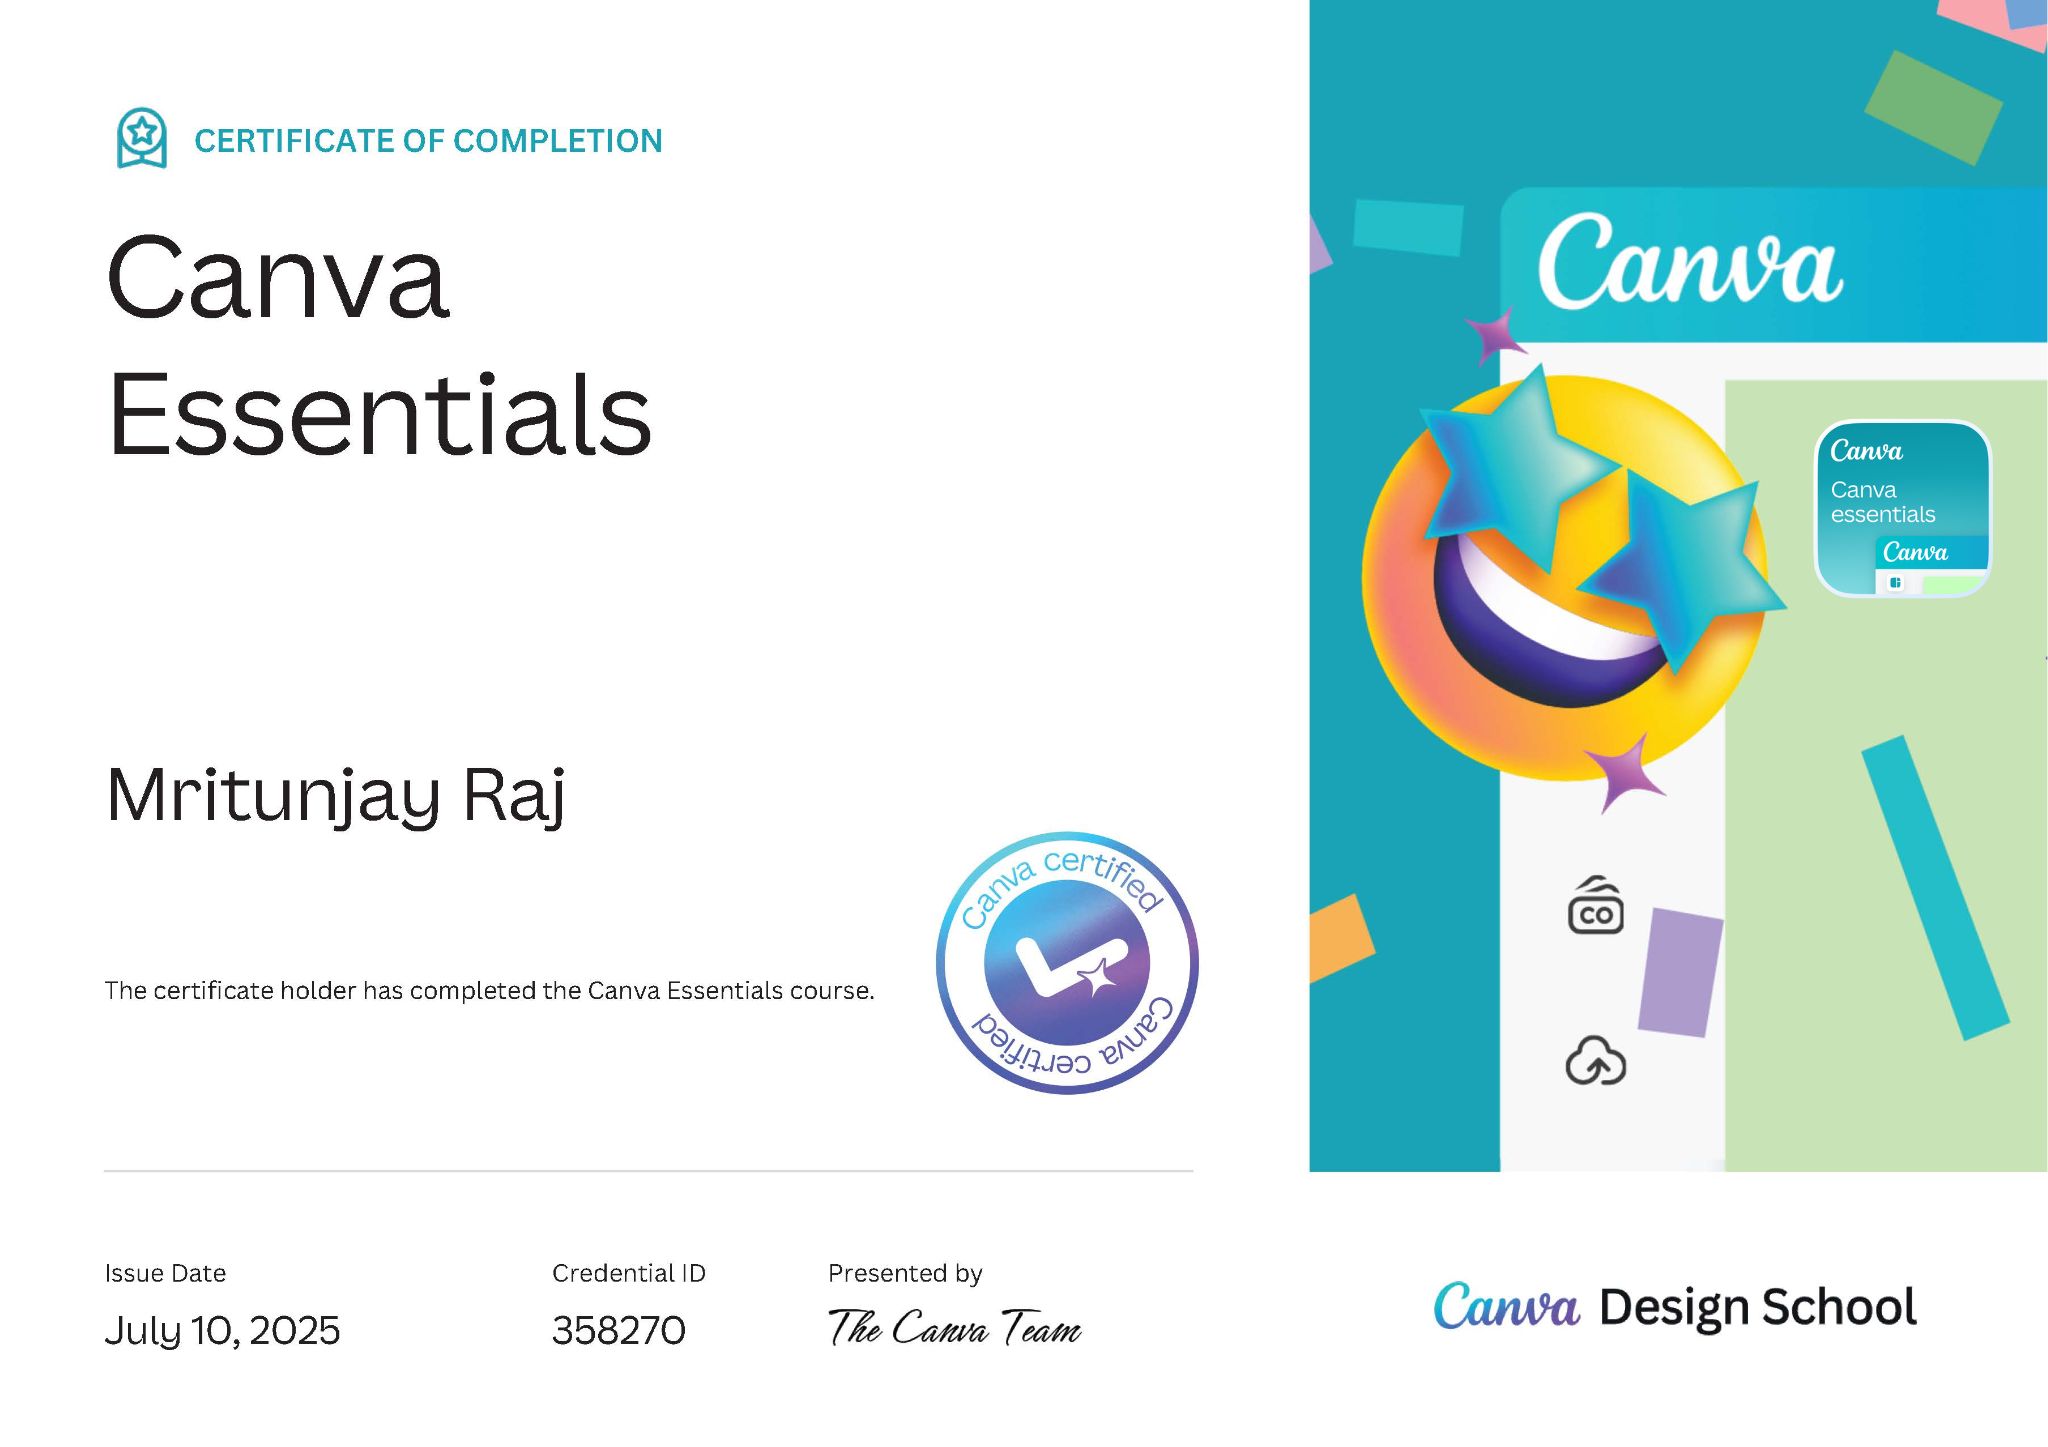 CERTIFICATE OF COMPLETION
Canva
Essentials
Mritunjay Raj
The certificate holder has completed the Canva Essentials course.
Canva certified
Canva certified
Issue Date
July 10, 2025
Credential ID
358270
Presented by
The Canva Team
Canva
Canva
Canva
essentials
Canva
CO
Canva Design School